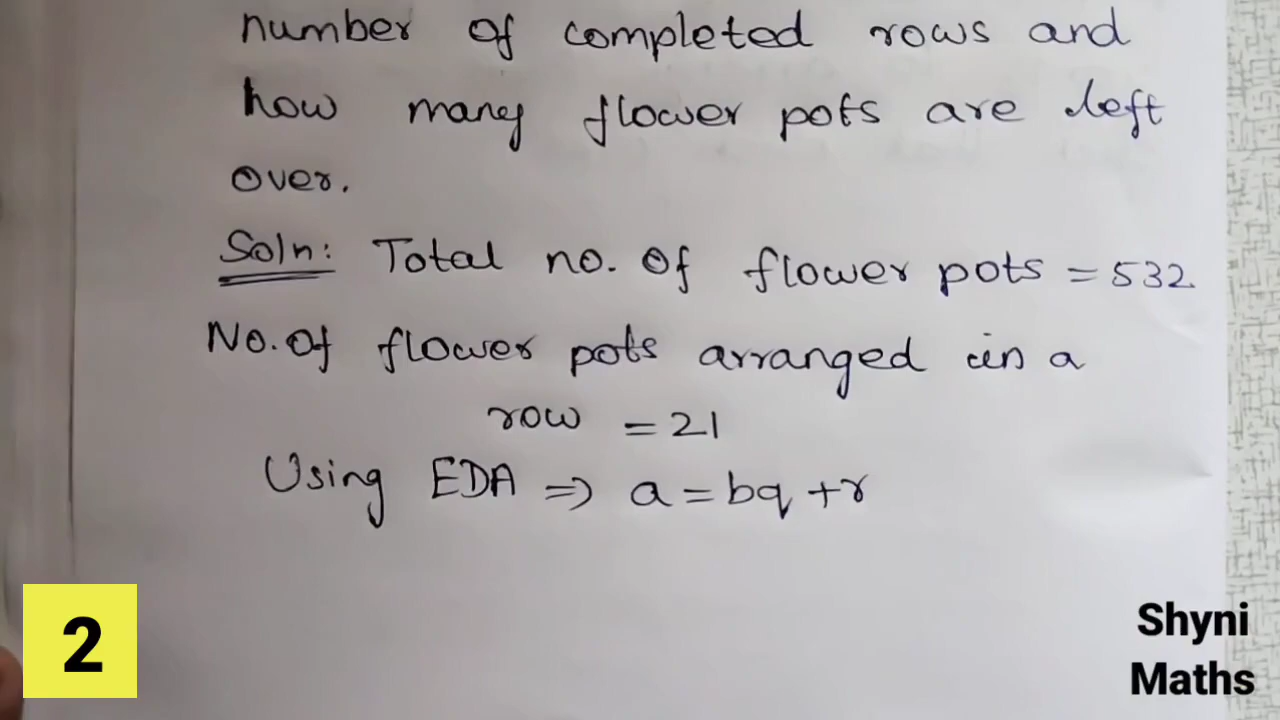 number of completed rows and
how many flower pots are left
over.
Soln: Total no. of flower pots = 532
No. of flower pots arranged in a
row = 21
Using EDA ⇒ a = bq + r
2
Shyni
Maths